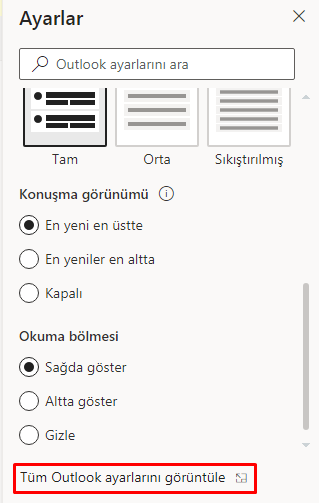 Ayarlar
Outlook ayarlarını ara
Tam Orta Sıkıştırılmış
Konuşma görünümü
En yeni en üstte
En yeniler en altta
Kapalı
Okuma bölmesi
Sağda göster
Altta göster
Gizle
Tüm Outlook ayarlarını görüntüle